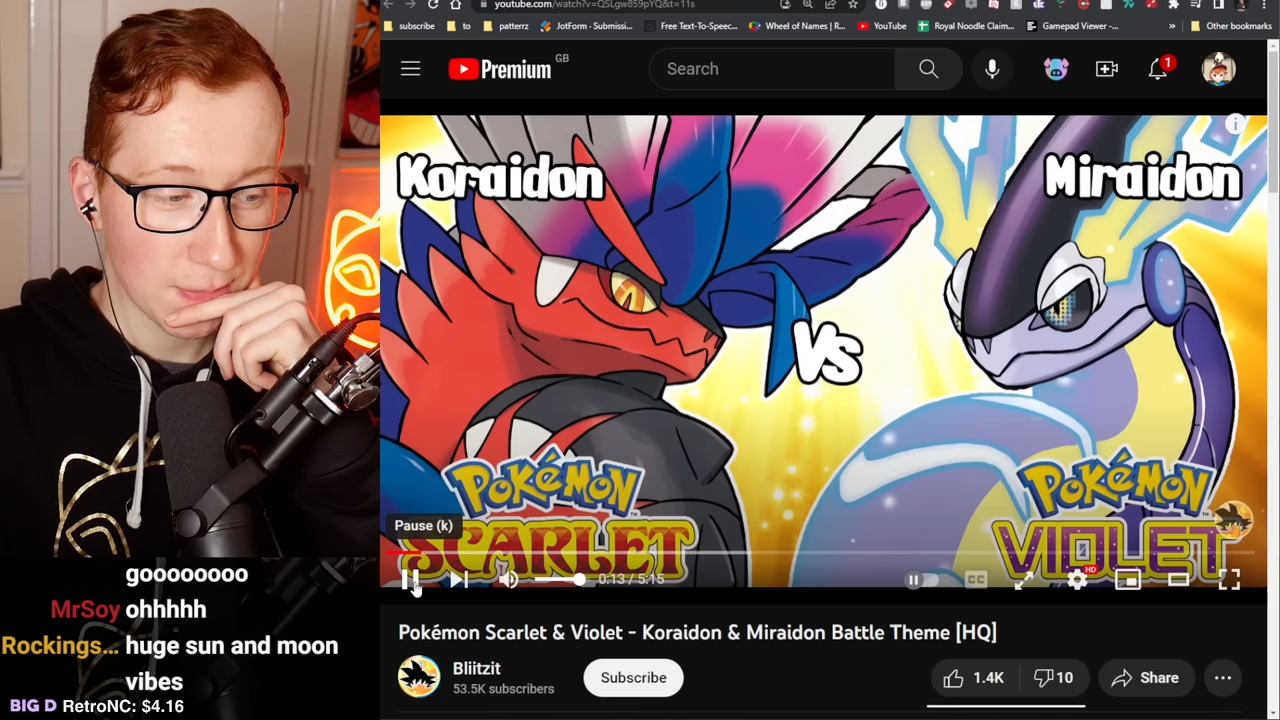 youtube.com/watch?v=QSLgw859pYQ&t=11s
subscribe to patterrz JotForm - Submissi... Free Text-To-Speec... Wheel of Names | R... YouTube Royal Noodle Claim... Gamepad Viewer -... » Other bookmarks
Premium GB Search 1
Koraidon Miraidon
Vs
POKÉMON POKÉMON
Pause (k)
SCARLET VIOLET
0:13 / 5:15 CC HD
Pokémon Scarlet & Violet - Koraidon & Miraidon Battle Theme [HQ]
Bliitzit
53.5K subscribers
Subscribe 1.4K 10 Share
goooooooo
MrSoy ohhhhh
Rockings... huge sun and moon
vibes
BIG D RetroNC: $4.16